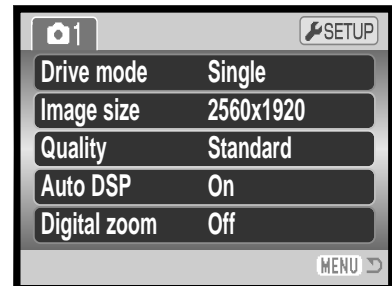 1 SETUP
Drive mode Single
Image size 2560x1920
Quality Standard
Auto DSP On
Digital zoom Off
MENU